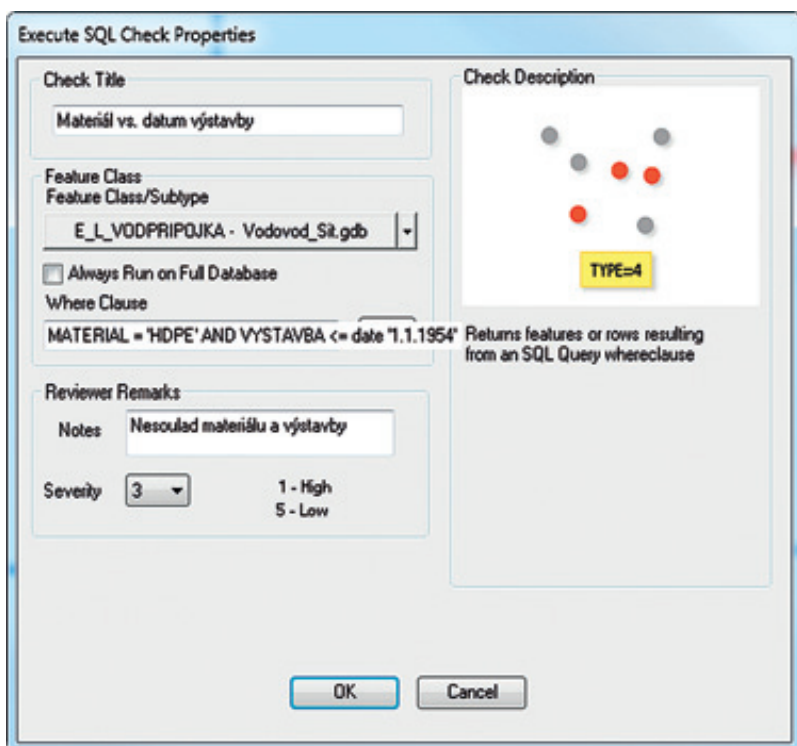 Execute SQL Check Properties
Check Title
Materiál vs. datum výstavby
Feature Class
Feature Class/Subtype
E_L_VODPRIPOJKA - Vodovod_Sit.gdb
Always Run on Full Database
Where Clause
MATERIAL = 'HDPE' AND VYSTAVBA <= date '1.1.1954'
Reviewer Remarks
Notes
Nesoulad materiálu a výstavby
Severity
3
1 - High
5 - Low
Check Description
TYPE=4
Returns features or rows resulting
from an SQL Query whereclause
OK
Cancel